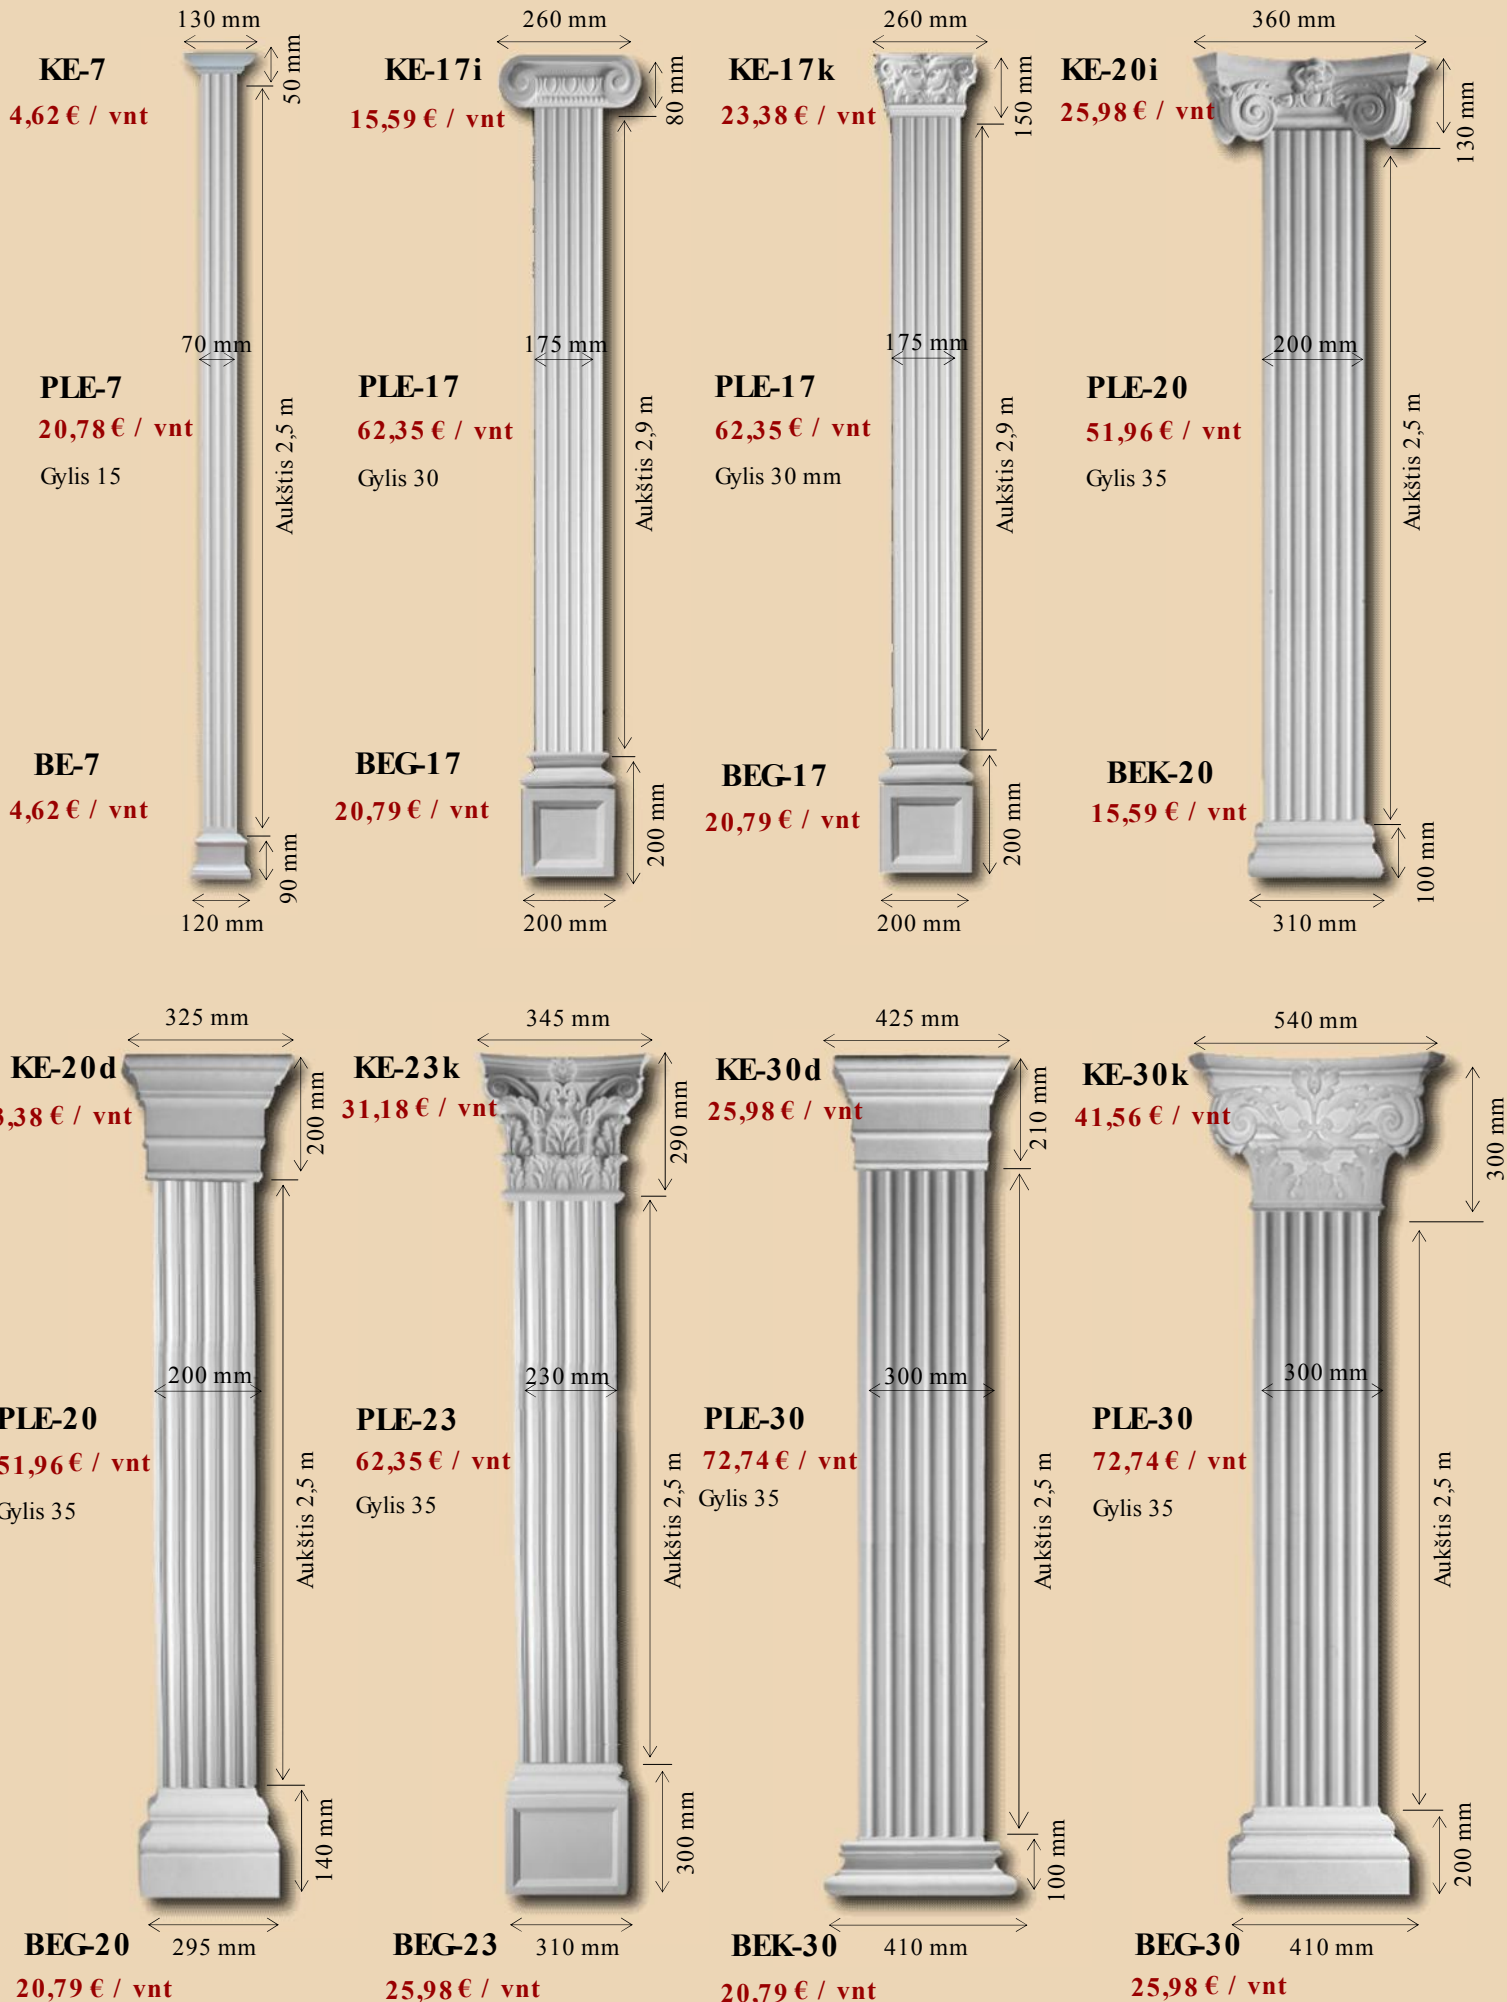 130 mm
KE-7
4,62 € / vnt
50 mm
70 mm
PLE-7
20,78 € / vnt
Gylis 15
Aukštis 2,5 m
BE-7
4,62 € / vnt
90 mm
120 mm
260 mm
KE-17i
15,59 € / vnt
80 mm
175 mm
PLE-17
62,35 € / vnt
Gylis 30
Aukštis 2,9 m
BEG-17
20,79 € / vnt
200 mm
200 mm
260 mm
KE-17k
23,38 € / vnt
150 mm
175 mm
PLE-17
62,35 € / vnt
Gylis 30 mm
Aukštis 2,9 m
BEG-17
20,79 € / vnt
200 mm
200 mm
360 mm
KE-20i
25,98 € / vnt
130 mm
200 mm
PLE-20
51,96 € / vnt
Gylis 35
Aukštis 2,5 m
BEK-20
15,59 € / vnt
100 mm
310 mm
325 mm
KE-20d
3,38 € / vnt
200 mm
200 mm
PLE-20
51,96 € / vnt
Gylis 35
Aukštis 2,5 m
140 mm
BEG-20
295 mm
20,79 € / vnt
345 mm
KE-23k
31,18 € / vnt
290 mm
230 mm
PLE-23
62,35 € / vnt
Gylis 35
Aukštis 2,5 m
300 mm
BEG-23
310 mm
25,98 € / vnt
425 mm
KE-30d
25,98 € / vnt
210 mm
300 mm
PLE-30
72,74 € / vnt
Gylis 35
Aukštis 2,5 m
100 mm
BEK-30
410 mm
20,79 € / vnt
540 mm
KE-30k
41,56 € / vnt
300 mm
300 mm
PLE-30
72,74 € / vnt
Gylis 35
Aukštis 2,5 m
200 mm
BEG-30
410 mm
25,98 € / vnt